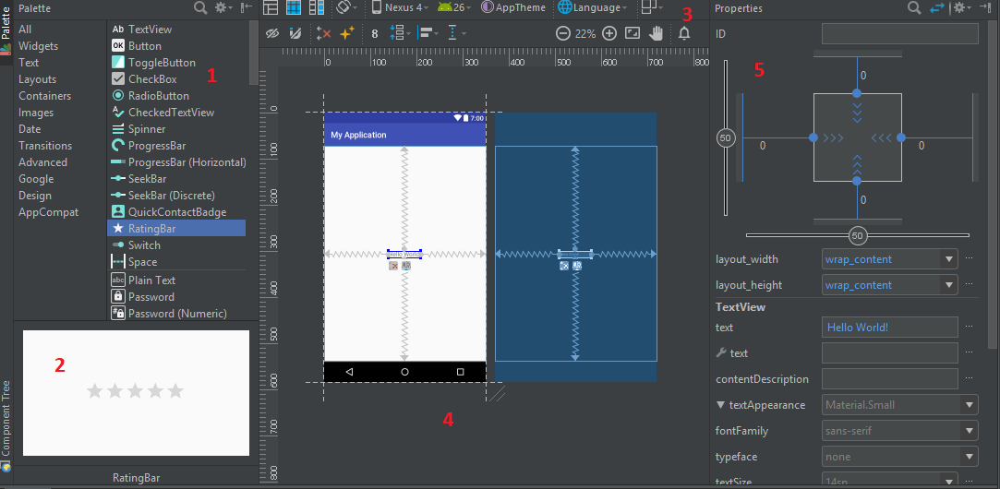 Palette
Palette
All
Widgets
Text
Layouts
Containers
Images
Date
Transitions
Advanced
Google
Design
AppCompat
Ab TextView
OK Button
ToggleButton
CheckBox
RadioButton
CheckedTextView
Spinner
ProgressBar
ProgressBar (Horizontal)
SeekBar
SeekBar (Discrete)
QuickContactBadge
RatingBar
Switch
Space
abc Plain Text
Password
Password (Numeric)
1
2
RatingBar
Component Tree
Nexus 4 26 AppTheme Language
3
8 22%
0 100 200 300 400 500 600 700 800
0
100
200
300
400
500
600
700
800
7:00
My Application
Hello World!
4
Properties
ID
5
0
50
0 0
0
50
layout_width wrap_content ...
layout_height wrap_content ...
TextView
text Hello World! ...
text ...
contentDescription ...
textAppearance Material.Small
fontFamily sans-serif
typeface none
textSize 14sp